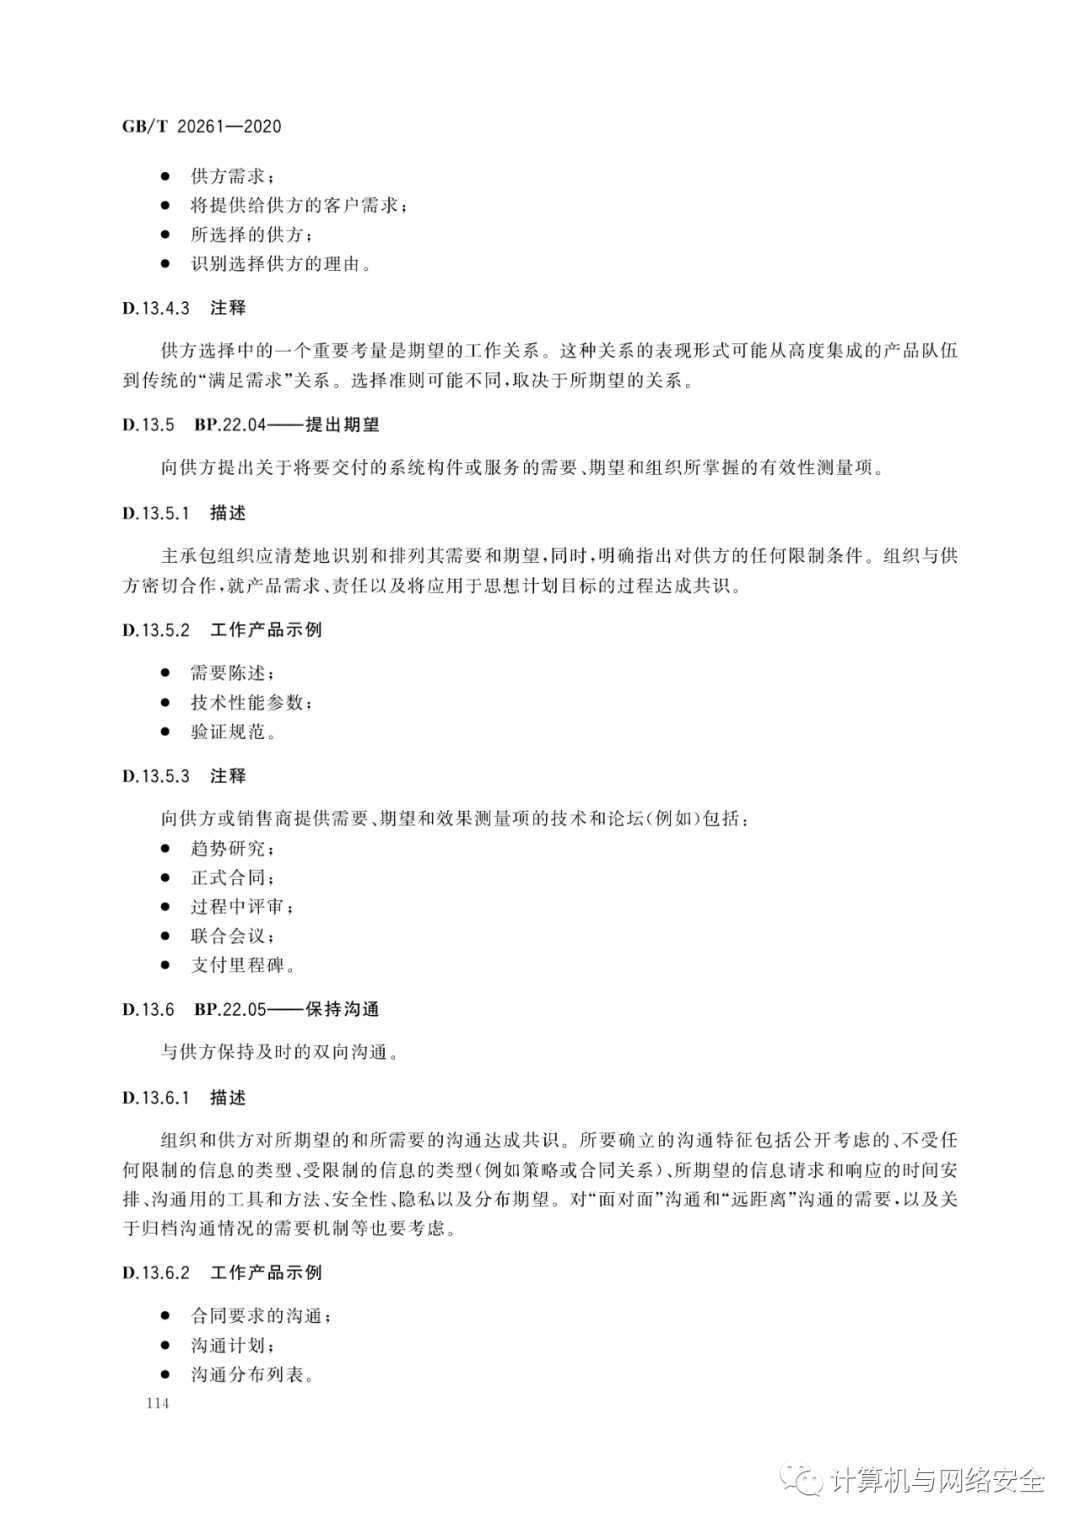 GB/T 20261—2020
● 供方需求；
● 将提供给供方的客户需求；
● 所选择的供方；
● 识别选择供方的理由。
D.13.4.3 注释
供方选择中的一个重要考量是期望的工作关系。这种关系的表现形式可能从高度集成的产品队伍
到传统的“满足需求”关系。选择准则可能不同，取决于所期望的关系。
D.13.5 BP.22.04——提出期望
向供方提出关于将要交付的系统构件或服务的需要、期望和组织所掌握的有效性测量项。
D.13.5.1 描述
主承包组织应清楚地识别和排列其需要和期望，同时，明确指出对供方的任何限制条件。组织与供
方密切合作，就产品需求、责任以及将应用于思想计划目标的过程达成共识。
D.13.5.2 工作产品示例
● 需要陈述；
● 技术性能参数；
● 验证规范。
D.13.5.3 注释
向供方或销售商提供需要、期望和效果测量项的技术和论坛（例如）包括：
● 趋势研究；
● 正式合同；
● 过程中评审；
● 联合会议；
● 支付里程碑。
D.13.6 BP.22.05——保持沟通
与供方保持及时的双向沟通。
D.13.6.1 描述
组织和供方对所期望的和所需要的沟通达成共识。所要确立的沟通特征包括公开考虑的、不受任
何限制的信息的类型、受限制的信息的类型（例如策略或合同关系）、所期望的信息请求和响应的时间安
排、沟通用的工具和方法、安全性、隐私以及分布期望。对“面对面”沟通和“远距离”沟通的需要，以及关
于归档沟通情况的需要机制等也要考虑。
D.13.6.2 工作产品示例
● 合同要求的沟通；
● 沟通计划；
● 沟通分布列表。
114
计算机与网络安全